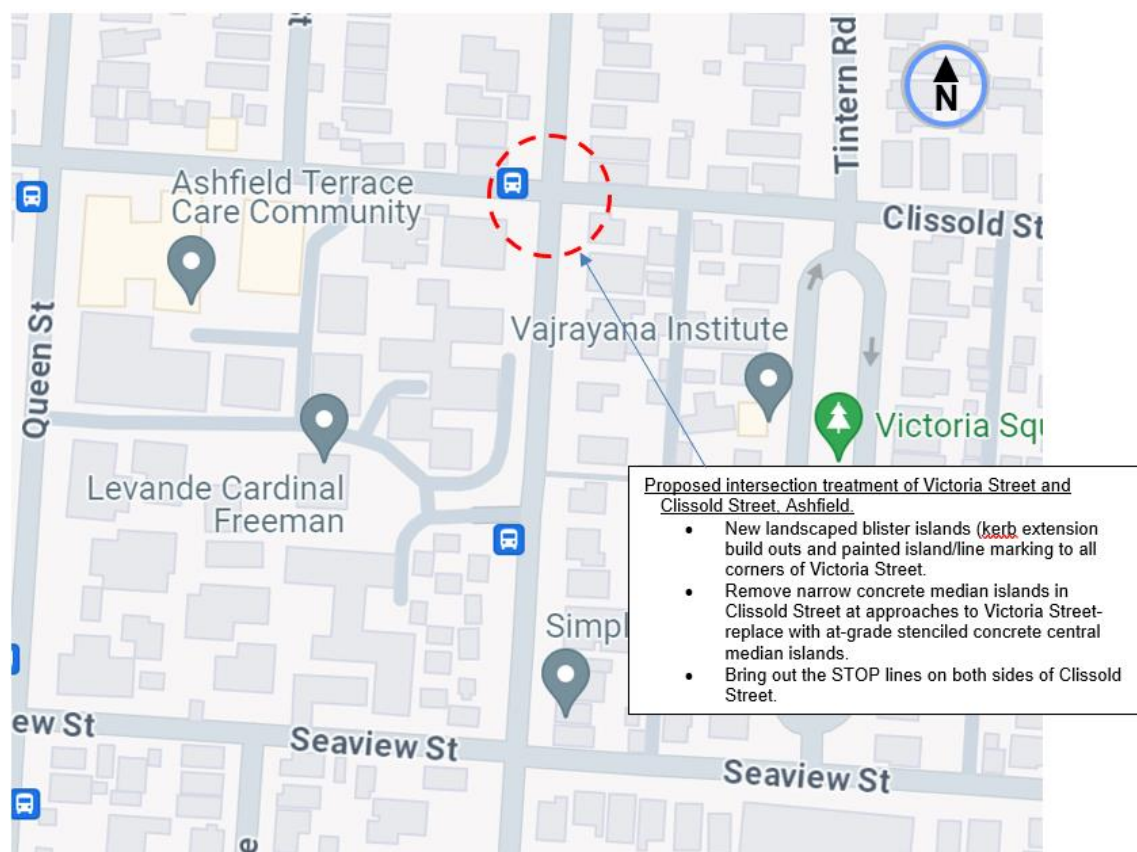 st
Tintern Rd
N
Ashfield Terrace
Care Community
Clissold St
Queen St
Vajrayana Institute
Victoria Squ
Levande Cardinal
Freeman
Proposed intersection treatment of Victoria Street and
Clissold Street, Ashfield.
• New landscaped blister islands (kerb extension
build outs and painted island/line marking to all
corners of Victoria Street.
• Remove narrow concrete median islands in
Clissold Street at approaches to Victoria Street-
replace with at-grade stenciled concrete central
median islands.
• Bring out the STOP lines on both sides of Clissold
Street.
Simpl
ew St
Seaview St
Seaview St
e